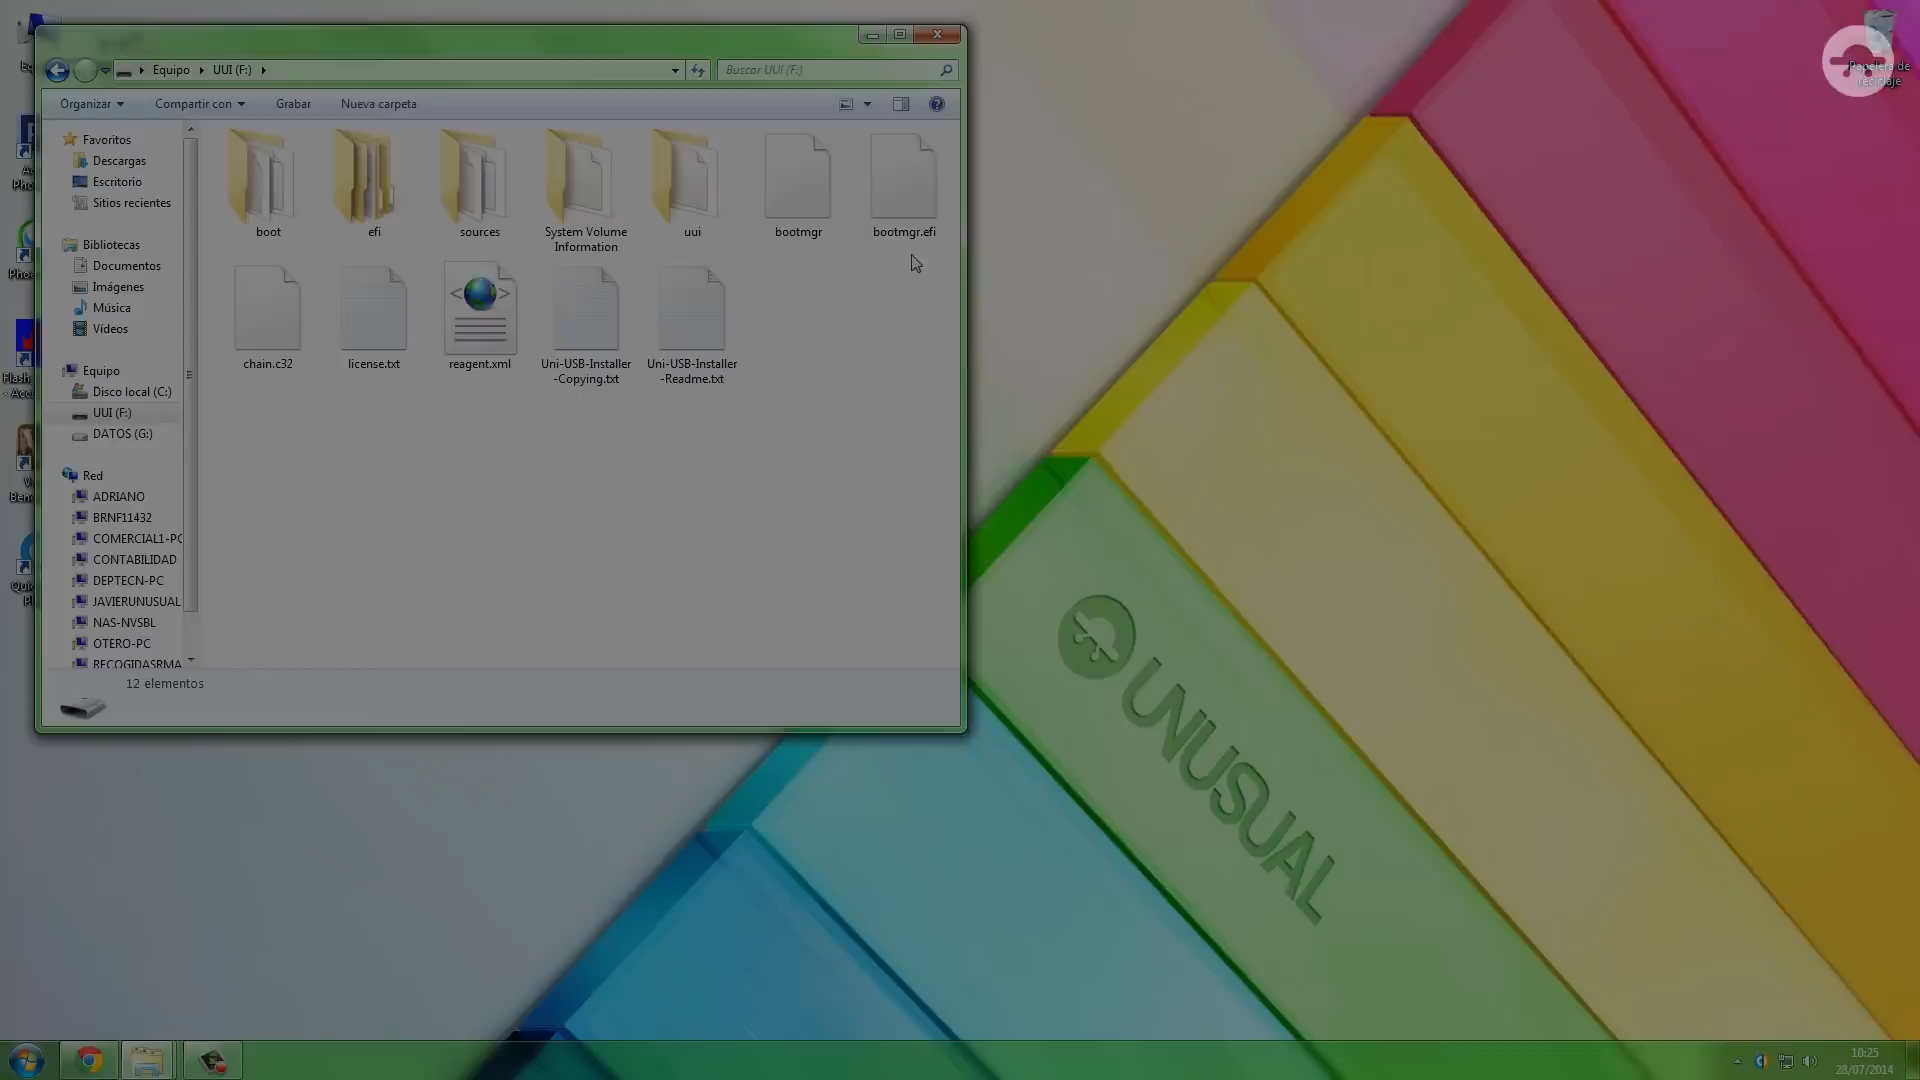 Equipo
UUI (F:)
Buscar UUI (F:)
Organizar
Compartir con
Grabar
Nueva carpeta
Favoritos
Descargas
Escritorio
Sitios recientes
Bibliotecas
Documentos
Imágenes
Música
Vídeos
Equipo
Disco local (C:)
UUI (F:)
DATOS (G:)
Red
ADRIANO
BRNF11432
COMERCIAL1-PC
CONTABILIDAD
DEPTECN-PC
JAVIERUNUSUAL
NAS-NVSBL
OTERO-PC
RECOGIDASRMA
boot
efi
sources
System Volume
Information
uui
bootmgr
bootmgr.efi
chain.c32
license.txt
reagent.xml
Uni-USB-Installer
-Copying.txt
Uni-USB-Installer
-Readme.txt
12 elementos
Papelera de
reciclaje
UNUSUAL
10:25
28/07/2014